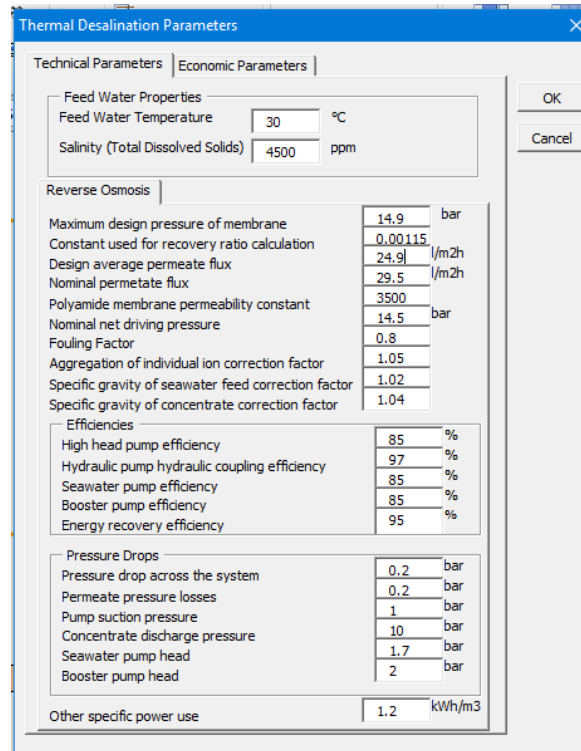 Thermal Desalination Parameters
Technical Parameters Economic Parameters
OK
Cancel
Feed Water Properties
Feed Water Temperature 30 ºC
Salinity (Total Dissolved Solids) 4500 ppm
Reverse Osmosis
Maximum design pressure of membrane 14.9 bar
Constant used for recovery ratio calculation 0.00115
Design average permeate flux 24.9 l/m2h
Nominal permetate flux 29.5 l/m2h
Polyamide membrane permeability constant 3500
Nominal net driving pressure 14.5 bar
Fouling Factor 0.8
Aggregation of individual ion correction factor 1.05
Specific gravity of seawater feed correction factor 1.02
Specific gravity of concentrate correction factor 1.04
Efficiencies
High head pump efficiency 85 %
Hydraulic pump hydraulic coupling efficiency 97 %
Seawater pump efficiency 85 %
Booster pump efficiency 85 %
Energy recovery efficiency 95 %
Pressure Drops
Pressure drop across the system 0.2 bar
Permeate pressure losses 0.2 bar
Pump suction pressure 1 bar
Concentrate discharge pressure 10 bar
Seawater pump head 1.7 bar
Booster pump head 2 bar
Other specific power use 1.2 kWh/m3